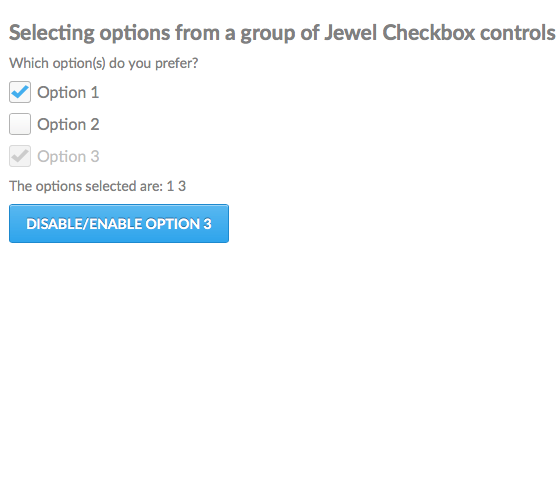 Selecting options from a group of Jewel Checkbox controls
Which option(s) do you prefer?
Option 1
Option 2
Option 3
The options selected are: 1 3
DISABLE/ENABLE OPTION 3